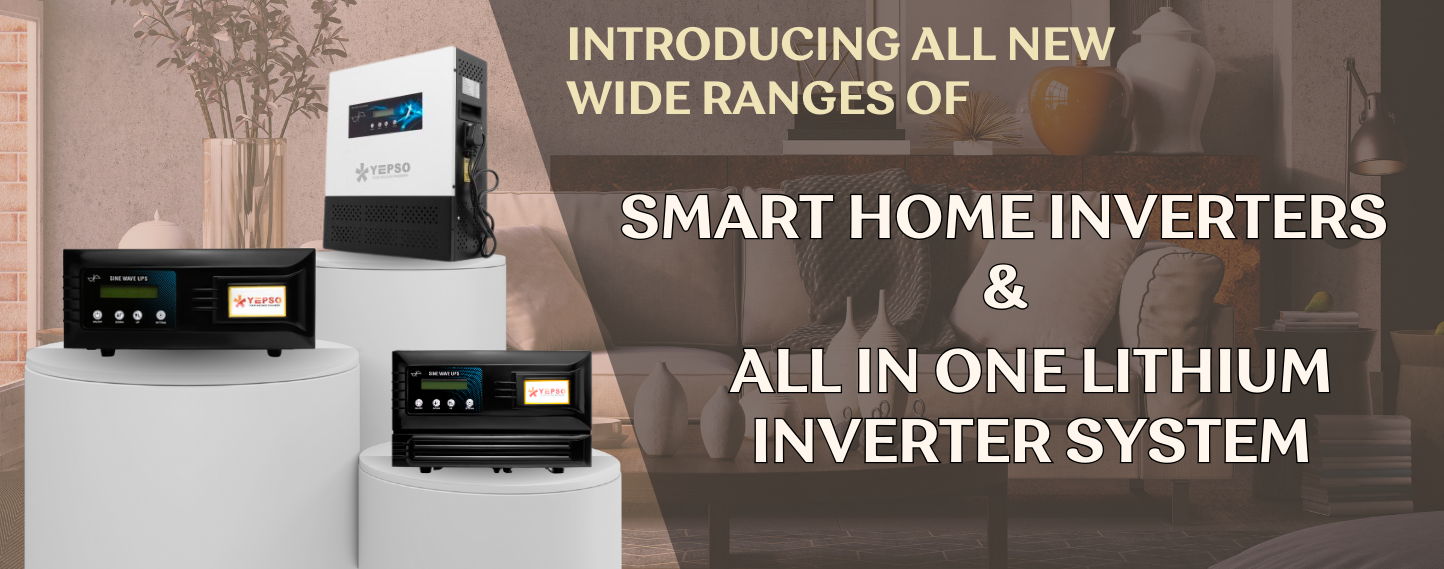 INTRODUCING ALL NEW
WIDE RANGES OF
SMART HOME INVERTERS
&
ALL IN ONE LITHIUM
INVERTER SYSTEM
YEPSO
SINE WAVE UPS
YEPSO
SINE WAVE UPS
YEPSO